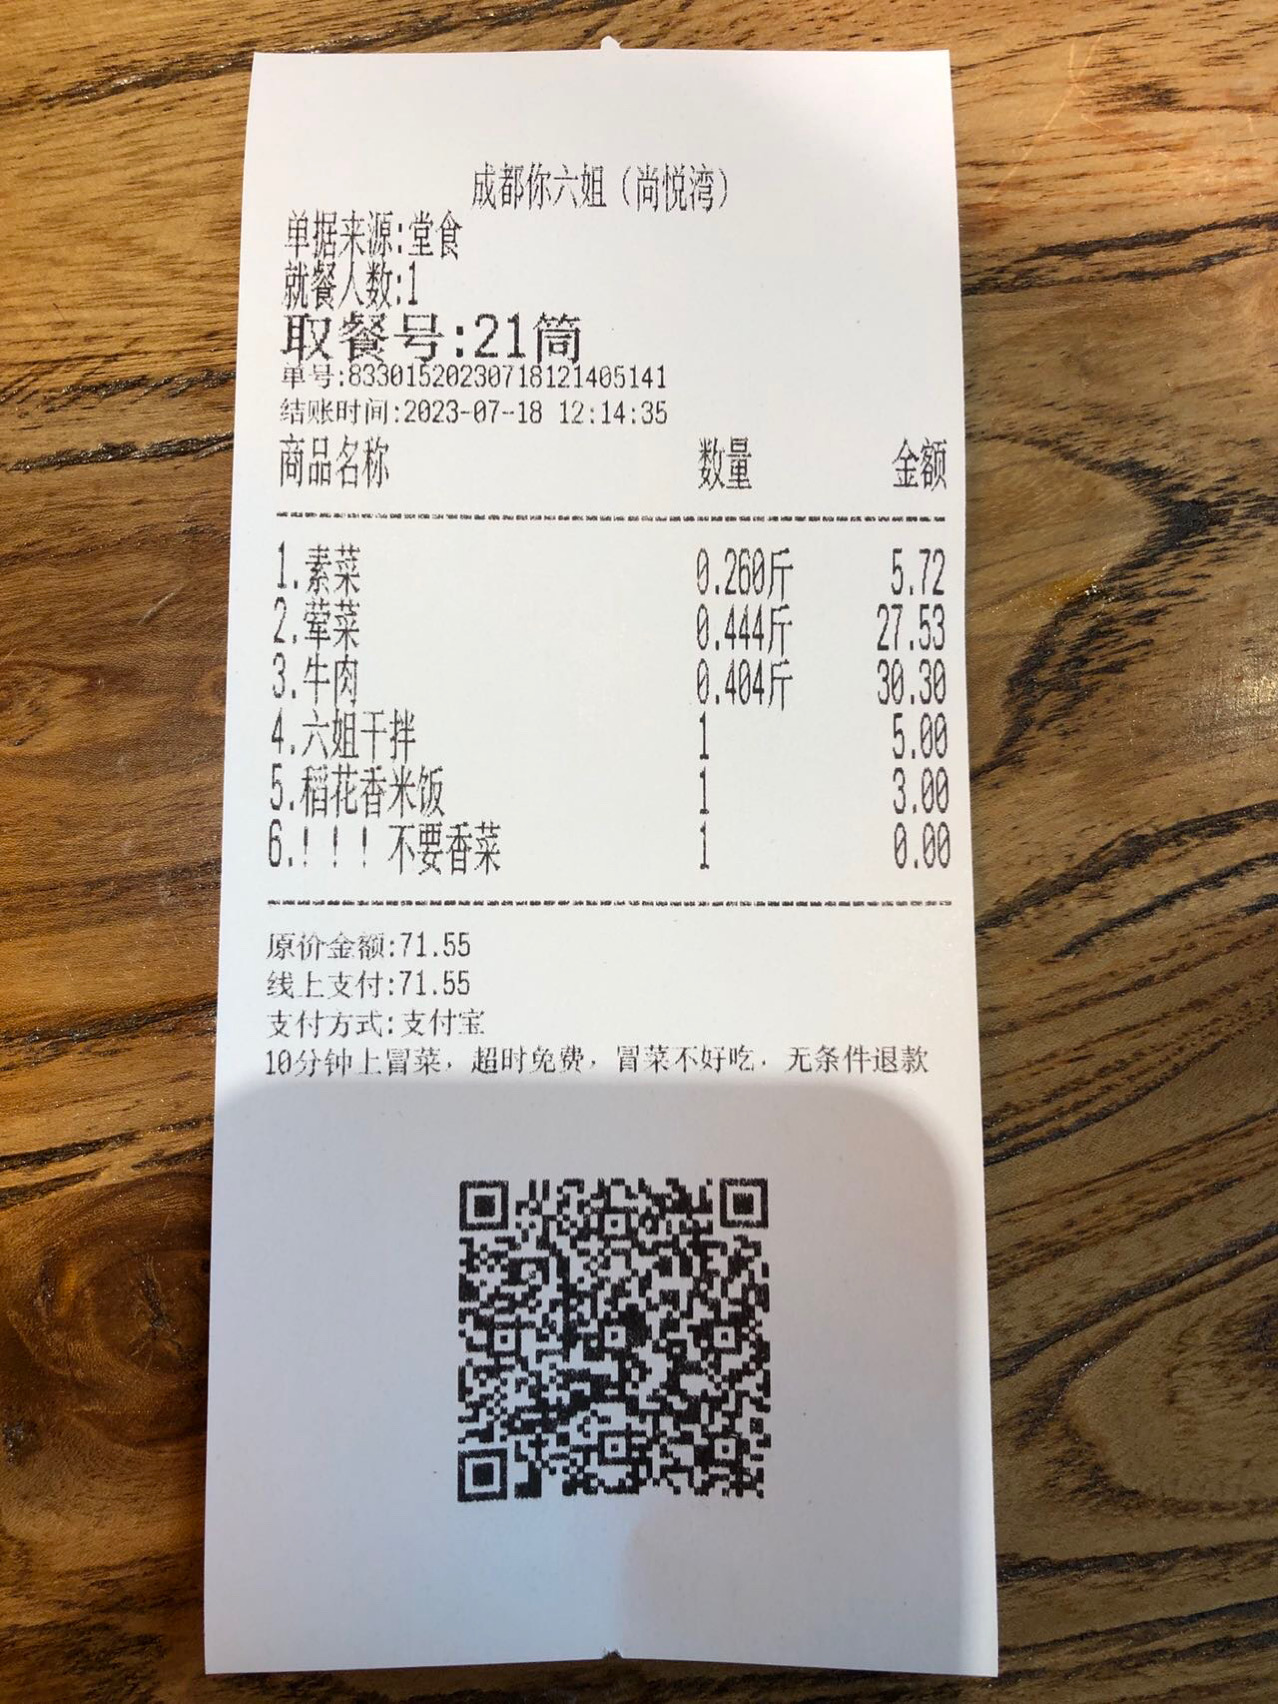 成都你六姐（尚悦湾）
单据来源:堂食
就餐人数:1
取餐号:21筒
单号:8330152023071812140​5141
结账时间:2023-07-18 12:14:35
商品名称 数量 金额
1.素菜 0.260斤 5.72
2.荤菜 0.444斤 27.53
3.牛肉 0.404斤 30.30
4.六姐干拌 1 5.00
5.稻花香米饭 1 3.00
6.！！！不要香菜 1 0.00
原价金额:71.55
线上支付:71.55
支付方式:支付宝
10分钟上冒菜，超时免费，冒菜不好吃，无条件退款